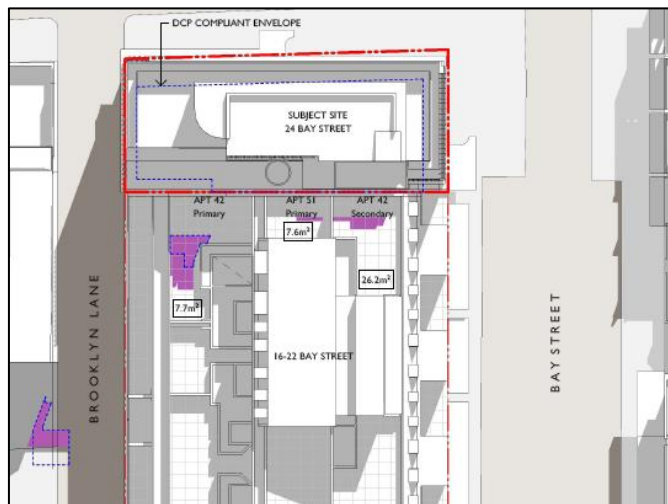 DCP COMPLIANT ENVELOPE
SUBJECT SITE
24 BAY STREET
APT 42
Primary
APT 51
Primary
APT 42
Secondary
7.6m²
7.7m²
26.2m²
16-22 BAY STREET
BROOKLYN LANE
BAY STREET